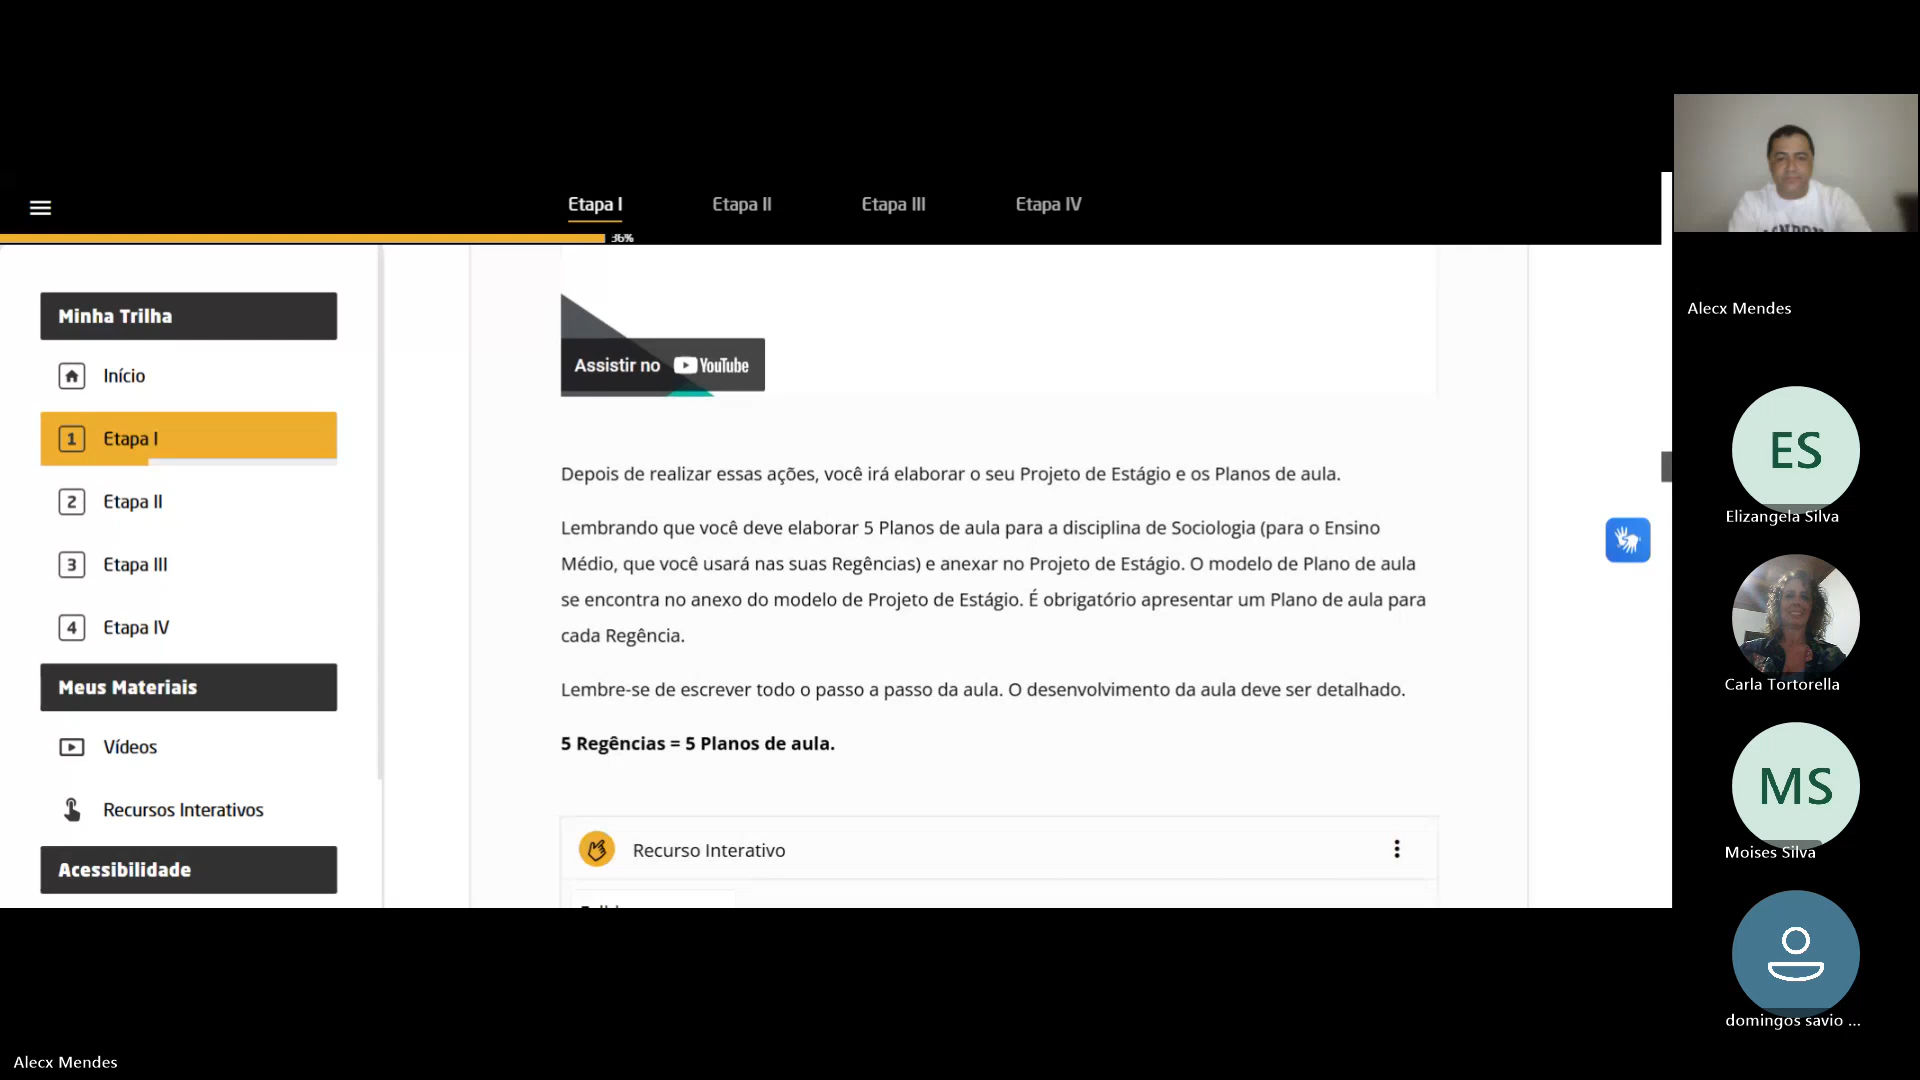 Etapa I
Etapa II
Etapa III
Etapa IV
36%
Minha Trilha
Início
1 Etapa I
2 Etapa II
3 Etapa III
4 Etapa IV
Meus Materiais
Vídeos
Recursos Interativos
Acessibilidade
Assistir no YouTube
Depois de realizar essas ações, você irá elaborar o seu Projeto de Estágio e os Planos de aula.
Lembrando que você deve elaborar 5 Planos de aula para a disciplina de Sociologia (para o Ensino
Médio, que você usará nas suas Regências) e anexar no Projeto de Estágio. O modelo de Plano de aula
se encontra no anexo do modelo de Projeto de Estágio. É obrigatório apresentar um Plano de aula para
cada Regência.
Lembre-se de escrever todo o passo a passo da aula. O desenvolvimento da aula deve ser detalhado.
5 Regências = 5 Planos de aula.
Recurso Interativo
Alecx Mendes
ES
Elizangela Silva
Carla Tortorella
MS
Moises Silva
domingos savio ...
Alecx Mendes